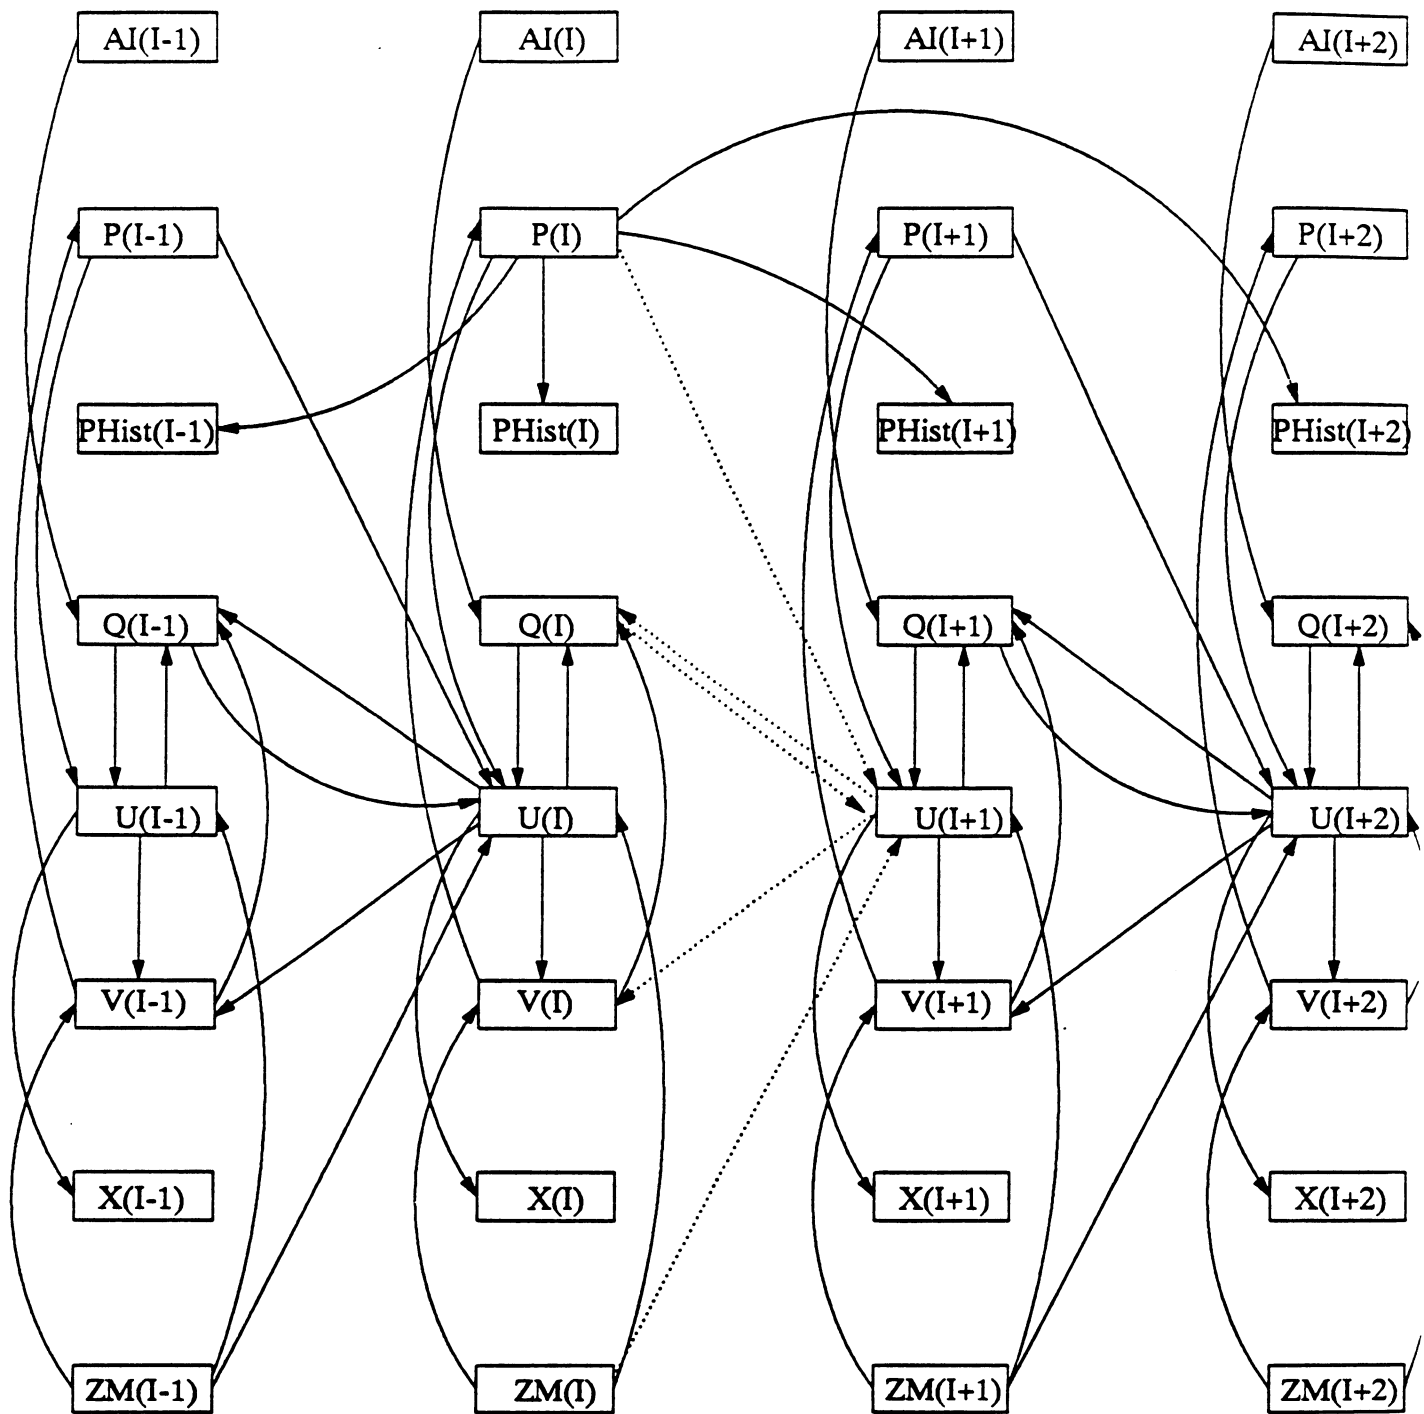 AI(I-1) AI(I) AI(I+1) AI(I+2)
P(I-1) P(I) P(I+1) P(I+2)
PHist(I-1) PHist(I) PHist(I+1) PHist(I+2)
Q(I-1) Q(I) Q(I+1) Q(I+2)
U(I-1) U(I) U(I+1) U(I+2)
V(I-1) V(I) V(I+1) V(I+2)
X(I-1) X(I) X(I+1) X(I+2)
ZM(I-1) ZM(I) ZM(I+1) ZM(I+2)